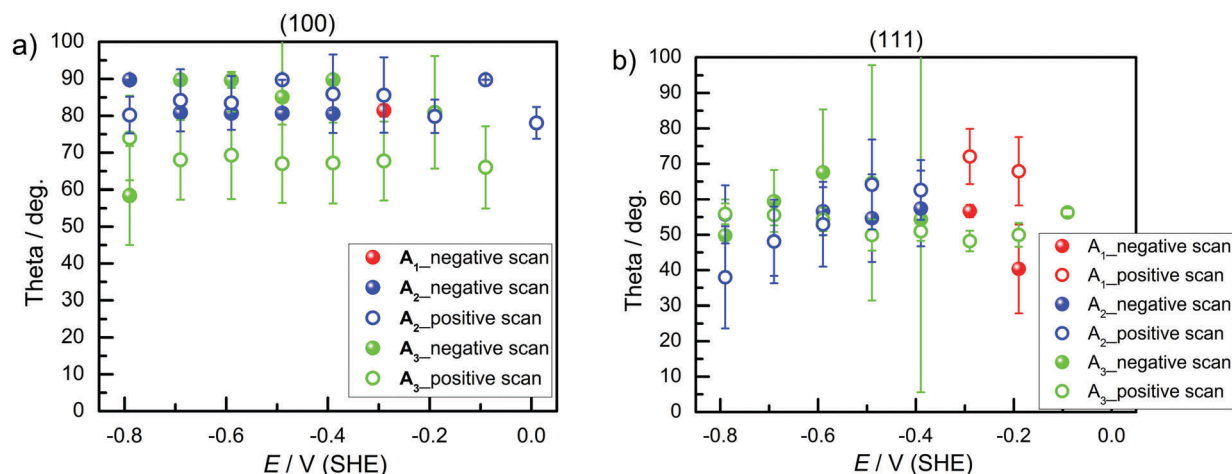 a)
(100)
Theta / deg.
100
90
80
70
60
50
40
30
20
10
0
-0.8
-0.6
-0.4
-0.2
0.0
E / V (SHE)
A₁_negative scan
A₂_negative scan
A₂_positive scan
A₃_negative scan
A₃_positive scan
b)
(111)
Theta / deg.
100
90
80
70
60
50
40
30
20
10
0
-0.8
-0.6
-0.4
-0.2
0.0
E / V (SHE)
A₁_negative scan
A₁_positive scan
A₂_negative scan
A₂_positive scan
A₃_negative scan
A₃_positive scan